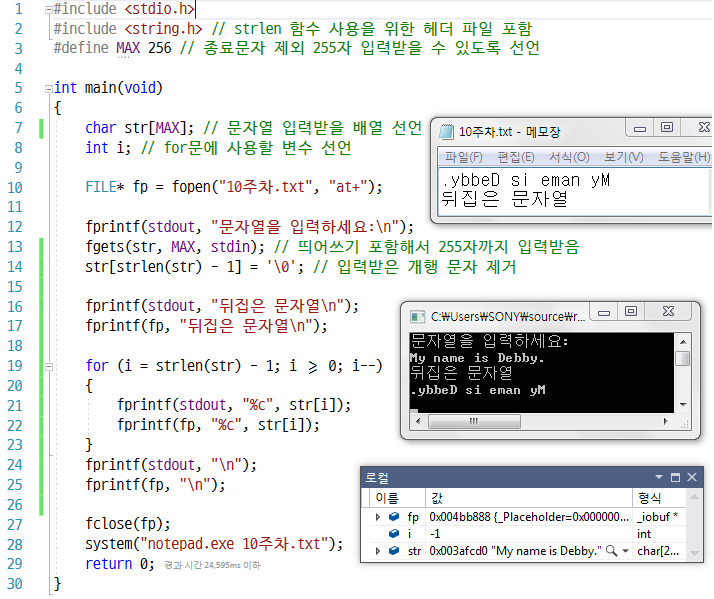 1 #include <stdio.h>
2 #include <string.h> // strlen 함수 사용을 위한 헤더 파일 포함
3 #define MAX 256 // 종료문자 제외 255자 입력받을 수 있도록 선언
4
5 int main(void)
6 {
7 char str[MAX]; // 문자열 입력받을 배열 선언
8 int i; // for문에 사용할 변수 선언
9
10 FILE* fp = fopen("10주차.txt", "at+");
11
12 fprintf(stdout, "문자열을 입력하세요:\n");
13 fgets(str, MAX, stdin); // 띄어쓰기 포함해서 255자까지 입력받음
14 str[strlen(str) - 1] = '\0'; // 입력받은 개행 문자 제거
15
16 fprintf(stdout, "뒤집은 문자열\n");
17 fprintf(fp, "뒤집은 문자열\n");
18
19 for (i = strlen(str) - 1; i >= 0; i--)
20 {
21 fprintf(stdout, "%c", str[i]);
22 fprintf(fp, "%c", str[i]);
23 }
24 fprintf(stdout, "\n");
25 fprintf(fp, "\n");
26
27 fclose(fp);
28 system("notepad.exe 10주차.txt");
29 return 0; 경과 시간 24,595ms 이하
30 }
10주차.txt - 메모장
파일(F) 편집(E) 서식(O) 보기(V) 도움말(H)
.ybbeD si eman yM
뒤집은 문자열
C:₩Users₩SONY₩source₩r...
문자열을 입력하세요:
My name is Debby.
뒤집은 문자열
.ybbeD si eman yM
로컬
이름 값 형식
fp 0x004bb888 {_Placeholder=0x000000... _iobuf *
i -1 int
str 0x003afcd0 "My name is Debby." char[2...